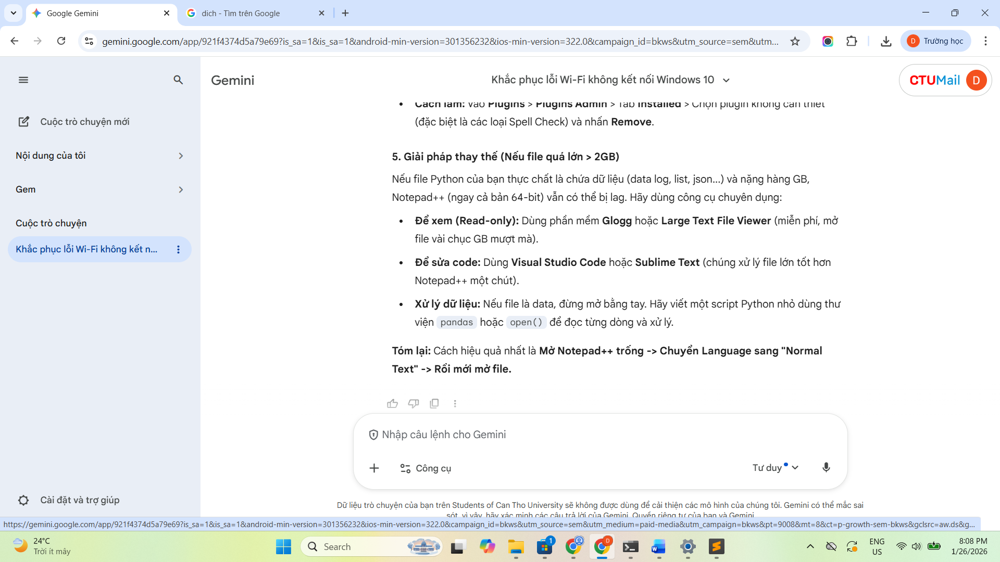 Google Gemini
dich - Tìm trên Google
gemini.google.com/app/921f4374d5a79e69?is_sa=1&is_sa=1&android-min-version=301356232&ios-min-version=322.0&campaign_id=bkws&utm_source=sem&utm...
D Trường học
Gemini
Khắc phục lỗi Wi-Fi không kết nối Windows 10
CTUMail D
Cuộc trò chuyện mới
Nội dung của tôi
Gem
Cuộc trò chuyện
Khắc phục lỗi Wi-Fi không kết n...
Cài đặt và trợ giúp
• Cách làm: Vào Plugins > Plugins Admin > Tab Installed > Chọn plugin không cần thiết
(đặc biệt là các loại Spell Check) và nhấn Remove.
5. Giải pháp thay thế (Nếu file quá lớn > 2GB)
Nếu file Python của bạn thực chất là chứa dữ liệu (data log, list, json...) và nặng hàng GB,
Notepad++ (ngay cả bản 64-bit) vẫn có thể bị lag. Hãy dùng công cụ chuyên dụng:
• Để xem (Read-only): Dùng phần mềm Glogg hoặc Large Text File Viewer (miễn phí, mở
file vài chục GB mượt mà).
• Để sửa code: Dùng Visual Studio Code hoặc Sublime Text (chúng xử lý file lớn tốt hơn
Notepad++ một chút).
• Xử lý dữ liệu: Nếu file là data, đừng mở bằng tay. Hãy viết một script Python nhỏ dùng thư
viện pandas hoặc open() để đọc từng dòng và xử lý.
Tóm lại: Cách hiệu quả nhất là Mở Notepad++ trống -> Chuyển Language sang "Normal
Text" -> Rồi mới mở file.
Nhập câu lệnh cho Gemini
Công cụ
Tư duy
Dữ liệu trò chuyện của bạn trên Students of Can Tho University sẽ không được dùng để cải thiện các mô hình của chúng tôi. Gemini có thể mắc sai
sót, vì vậy, hãy xác minh các câu trả lời của Gemini. Quyền riêng tư của bạn và Gemini
https://gemini.google.com/app/921f4374d5a79e69?is_sa=1&is_sa=1&android-min-version=301356232&ios-min-version=322.0&campaign_id=bkws&utm_source=sem&utm_medium=paid-media&utm_campaign=bkws&pt=9008&mt=8&ct=p-growth-sem-bkws&gclsrc=aw.ds&g...
24°C
Trời ít mây
Search
1
D
ENG
US
8:08 PM
1/26/2026